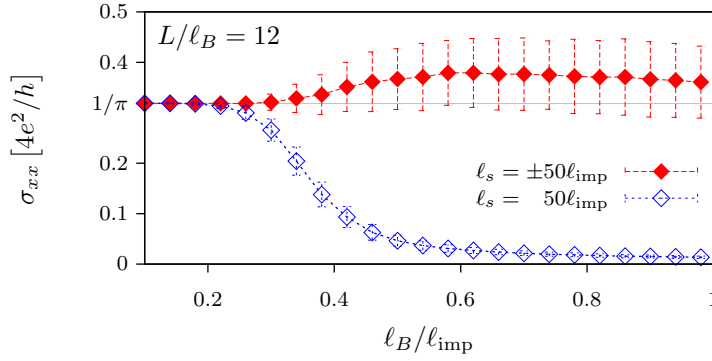 0.5
L/ℓ_B = 12
0.4
1/π
0.2
0.1
0
σ_xx [4e²/h]
ℓ_s = ±50ℓ_imp
ℓ_s = 50ℓ_imp
0.2 0.4 0.6 0.8 1
ℓ_B/ℓ_imp